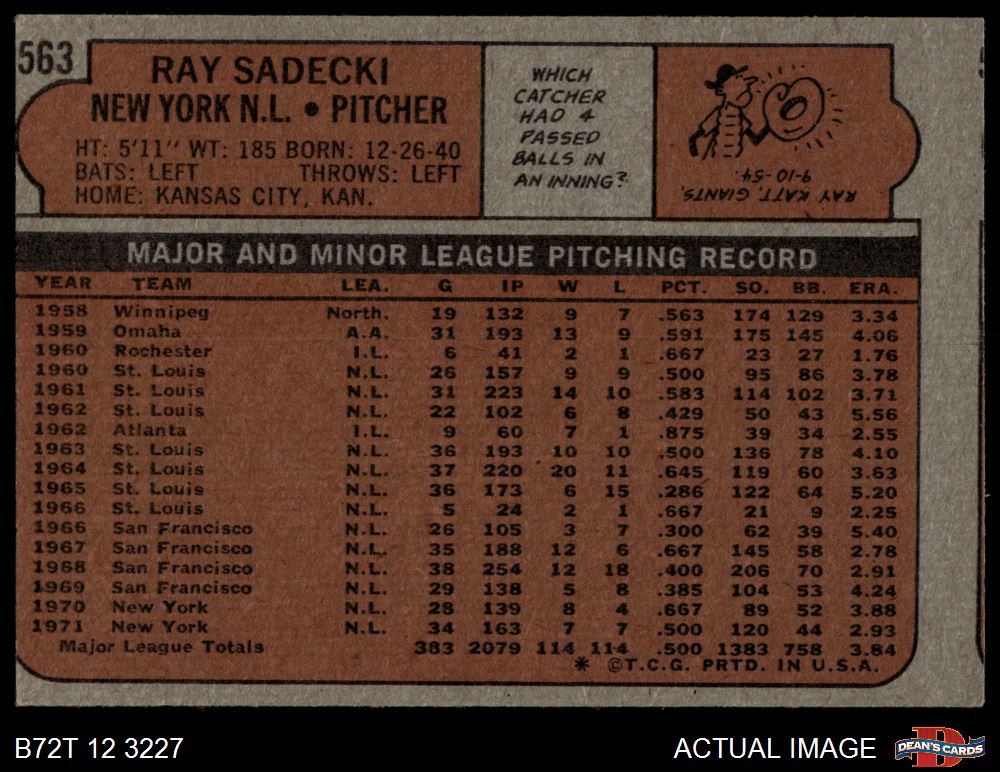 563
RAY SADECKI
NEW YORK N.L. • PITCHER
HT: 5'11" WT: 185 BORN: 12-26-40
BATS: LEFT THROWS: LEFT
HOME: KANSAS CITY, KAN.
WHICH
CATCHER
HAD 4
PASSED
BALLS IN
AN INNING?
RAY KATT, GIANTS,
9-10-54.
MAJOR AND MINOR LEAGUE PITCHING RECORD
YEAR TEAM LEA. G IP W L PCT. SO. BB. ERA.
1958 Winnipeg North. 19 132 9 7 .563 174 129 3.34
1959 Omaha A.A. 31 193 13 9 .591 175 145 4.06
1960 Rochester I.L. 6 41 2 1 .667 23 27 1.76
1960 St. Louis N.L. 26 157 9 9 .500 95 86 3.78
1961 St. Louis N.L. 31 223 14 10 .583 114 102 3.71
1962 St. Louis N.L. 22 102 6 8 .429 50 43 5.56
1962 Atlanta I.L. 9 60 7 1 .875 39 34 2.55
1963 St. Louis N.L. 36 193 10 10 .500 136 78 4.10
1964 St. Louis N.L. 37 220 20 11 .645 119 60 3.63
1965 St. Louis N.L. 36 173 6 15 .286 122 64 5.20
1966 St. Louis N.L. 5 24 2 1 .667 21 9 2.25
1966 San Francisco N.L. 26 105 3 7 .300 62 39 5.40
1967 San Francisco N.L. 35 188 12 6 .667 145 58 2.78
1968 San Francisco N.L. 38 254 12 18 .400 206 70 2.91
1969 San Francisco N.L. 29 138 5 8 .385 104 53 4.24
1970 New York N.L. 28 139 8 4 .667 89 52 3.88
1971 New York N.L. 34 163 7 7 .500 120 44 2.93
Major League Totals 383 2079 114 114 .500 1383 758 3.84
* ©T.C.G. PRTD. IN U.S.A.
B72T 12 3227
ACTUAL IMAGE
D
DEAN'S CARDS